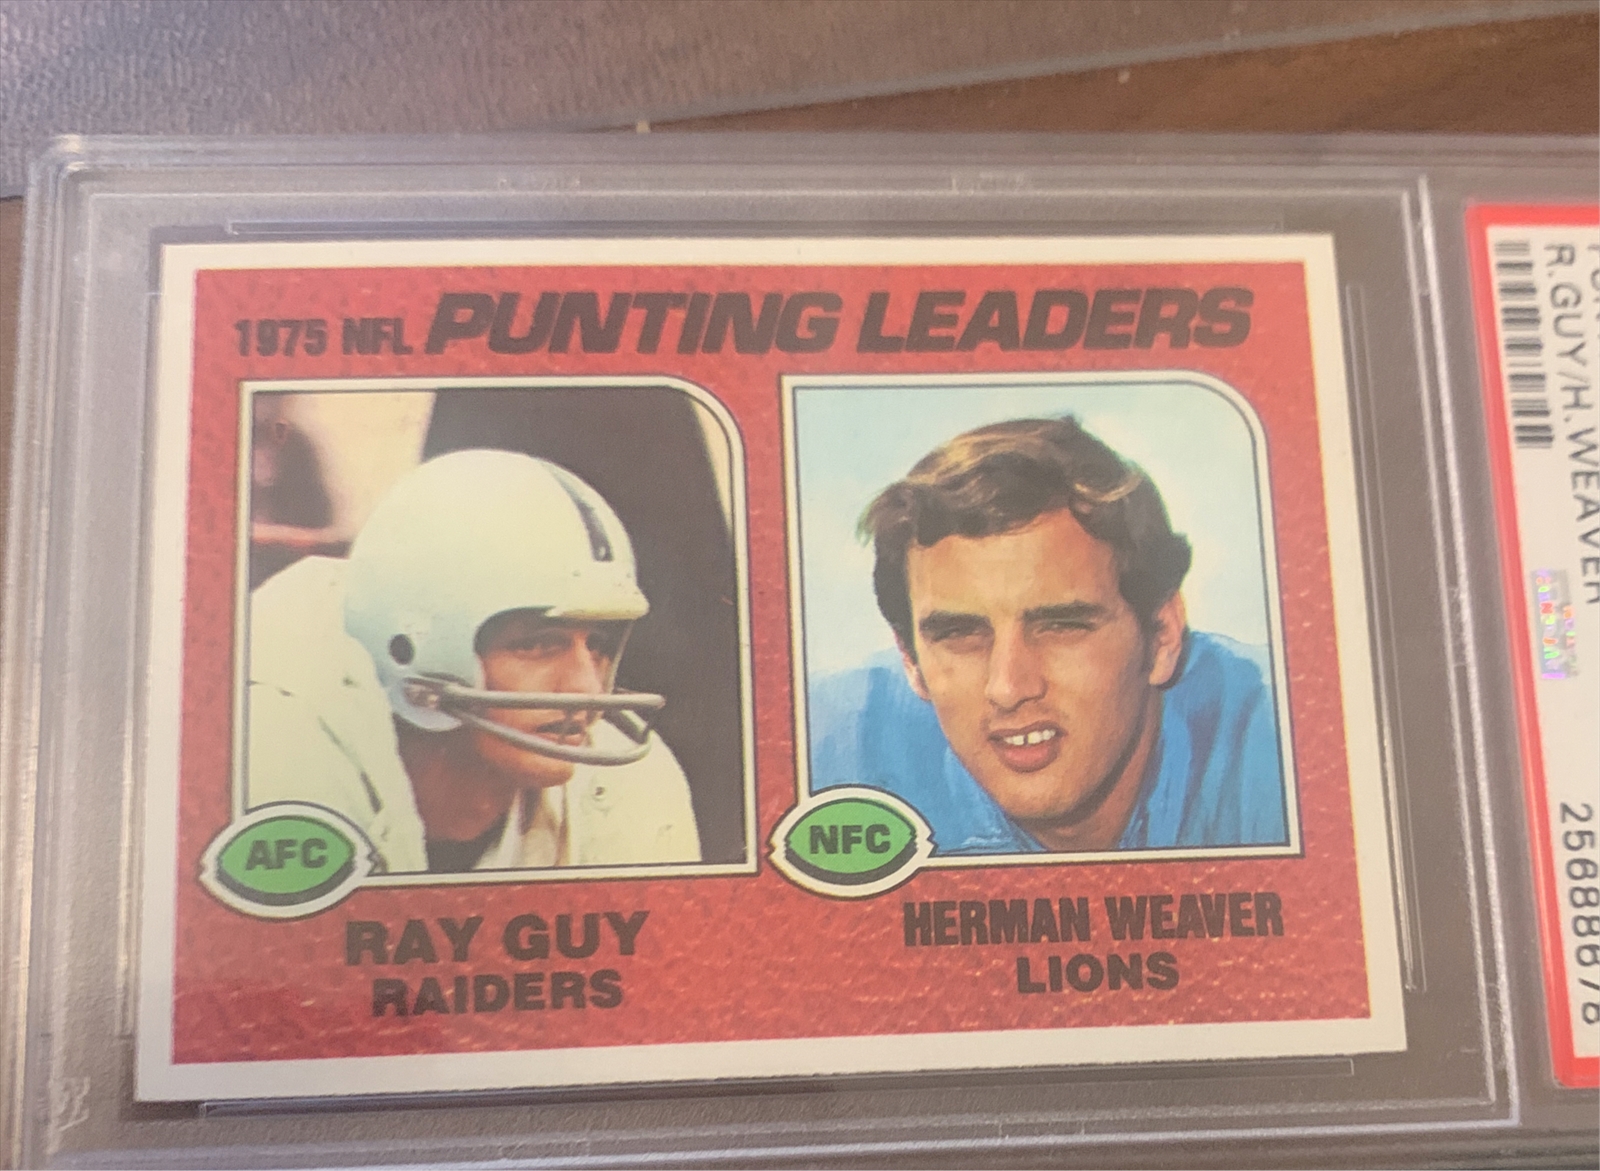 1975 NFL PUNTING LEADERS
AFC
NFC
RAY GUY
RAIDERS
HERMAN WEAVER
LIONS
R.GUY/H.WEAVER